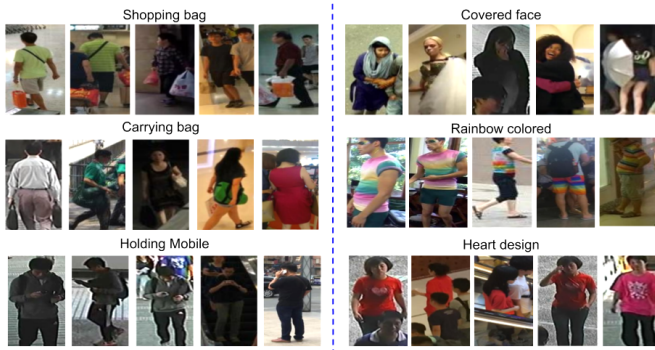 Shopping bag
Carrying bag
Holding Mobile
Covered face
Rainbow colored
Heart design